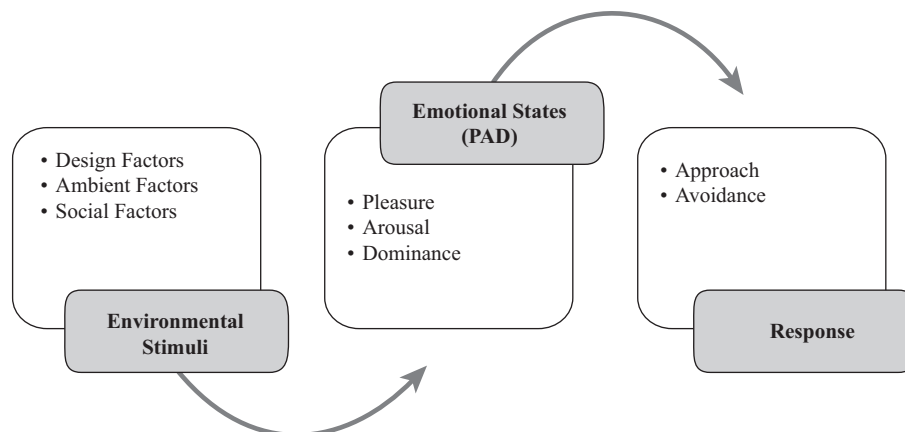 • Design Factors
• Ambient Factors
• Social Factors
Environmental
Stimuli
Emotional States
(PAD)
• Pleasure
• Arousal
• Dominance
• Approach
• Avoidance
Response